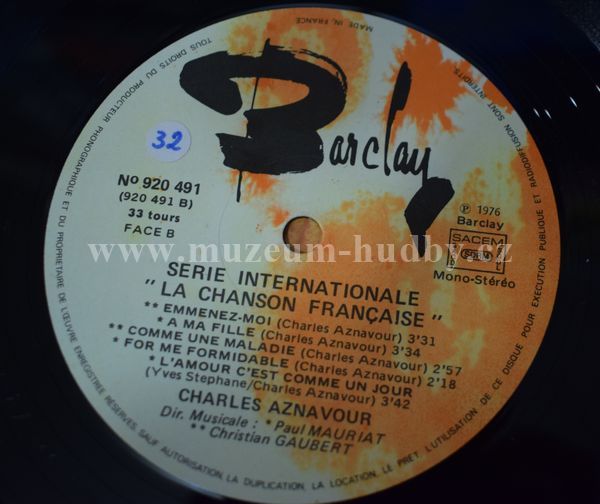 MADE IN FRANCE
TOUS DROITS DU PRODUCTEUR PHONOGRAPHIQUE ET DU PROPRIETAIRE DE L'ŒUVRE ENREGISTREE RÉSERVÉS, SAUF AUTORISATION, LA DUPLICATION, LA LOCATION, LE PRET, L'UTILISATION DE CE DISQUE POUR EXECUTION PUBLIQUE ET RADIODIFFUSION SONT INTERDITS
Barclay
32
No 920 491
(920 491 B)
33 tours
FACE B
℗ 1976
Barclay
SACEM
Mono-Stéréo
www.muzeum-hudby.cz
SERIE INTERNATIONALE
" LA CHANSON FRANÇAISE "
** EMMENEZ-MOI (Charles Aznavour) 3'31
* A MA FILLE (Charles Aznavour) 3'34
** COMME UNE MALADIE (Charles Aznavour) 2'57
* FOR ME FORMIDABLE (Charles Aznavour) 2'18
* L'AMOUR C'EST COMME UN JOUR
(Yves Stephane/Charles Aznavour) 3'42
CHARLES AZNAVOUR
Dir. Musicale : * Paul MAURIAT
** Christian GAUBERT